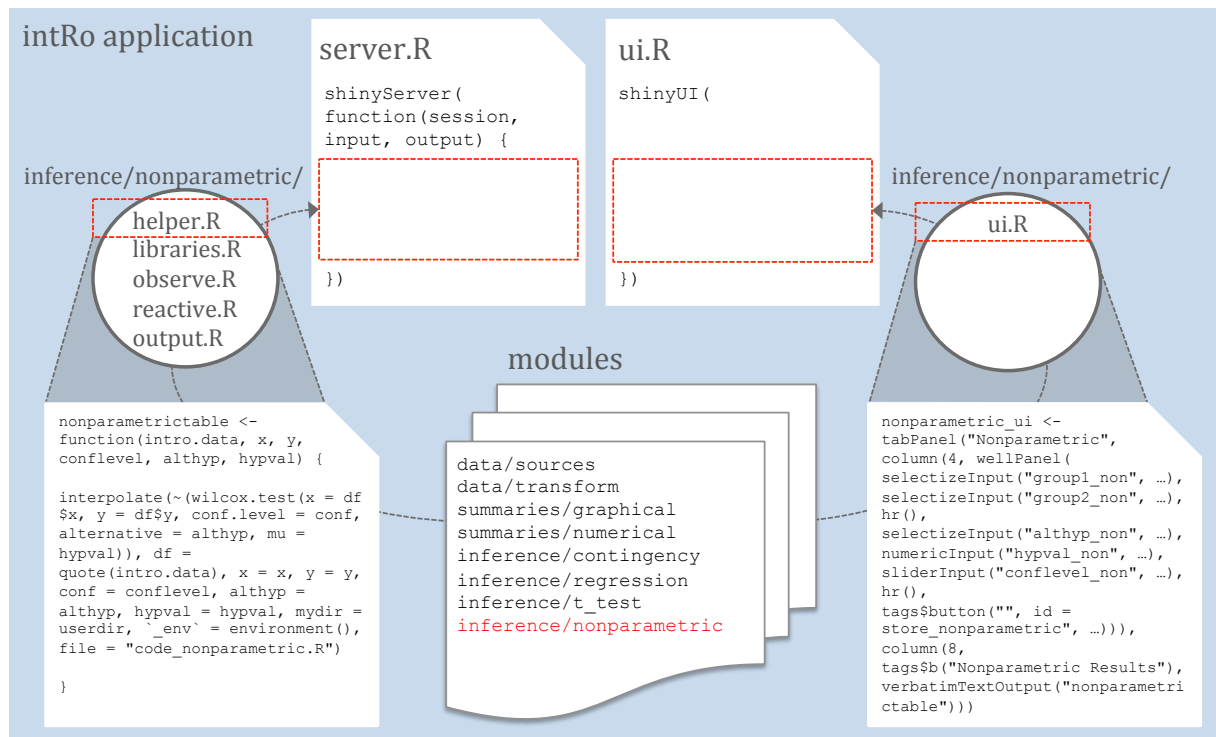 intRo application
server.R
shinyServer(
function(session,
input, output) {
})
ui.R
shinyUI(
})
inference/nonparametric/
helper.R
libraries.R
observe.R
reactive.R
output.R
inference/nonparametric/
ui.R
modules
data/sources
data/transform
summaries/graphical
summaries/numerical
inference/contingency
inference/regression
inference/t_test
inference/nonparametric
nonparametrictable <-
function(intro.data, x, y,
conflevel, althyp, hypval) {
interpolate(~(wilcox.test(x = df
$x, y = df$y, conf.level = conf,
alternative = althyp, mu =
hypval)), df =
quote(intro.data), x = x, y = y,
conf = conflevel, althyp =
althyp, hypval = hypval, mydir =
userdir, `_env` = environment(),
file = "code_nonparametric.R")
}
nonparametric_ui <-
tabPanel("Nonparametric",
column(4, wellPanel(
selectizeInput("group1_non", …),
selectizeInput("group2_non", …),
hr(),
selectizeInput("althyp_non", …),
numericInput("hypval_non", …),
sliderInput("conflevel_non", …),
hr(),
tags$button("", id =
store_nonparametric", …))),
column(8,
tags$b("Nonparametric Results"),
verbatimTextOutput("nonparametri
ctable")))